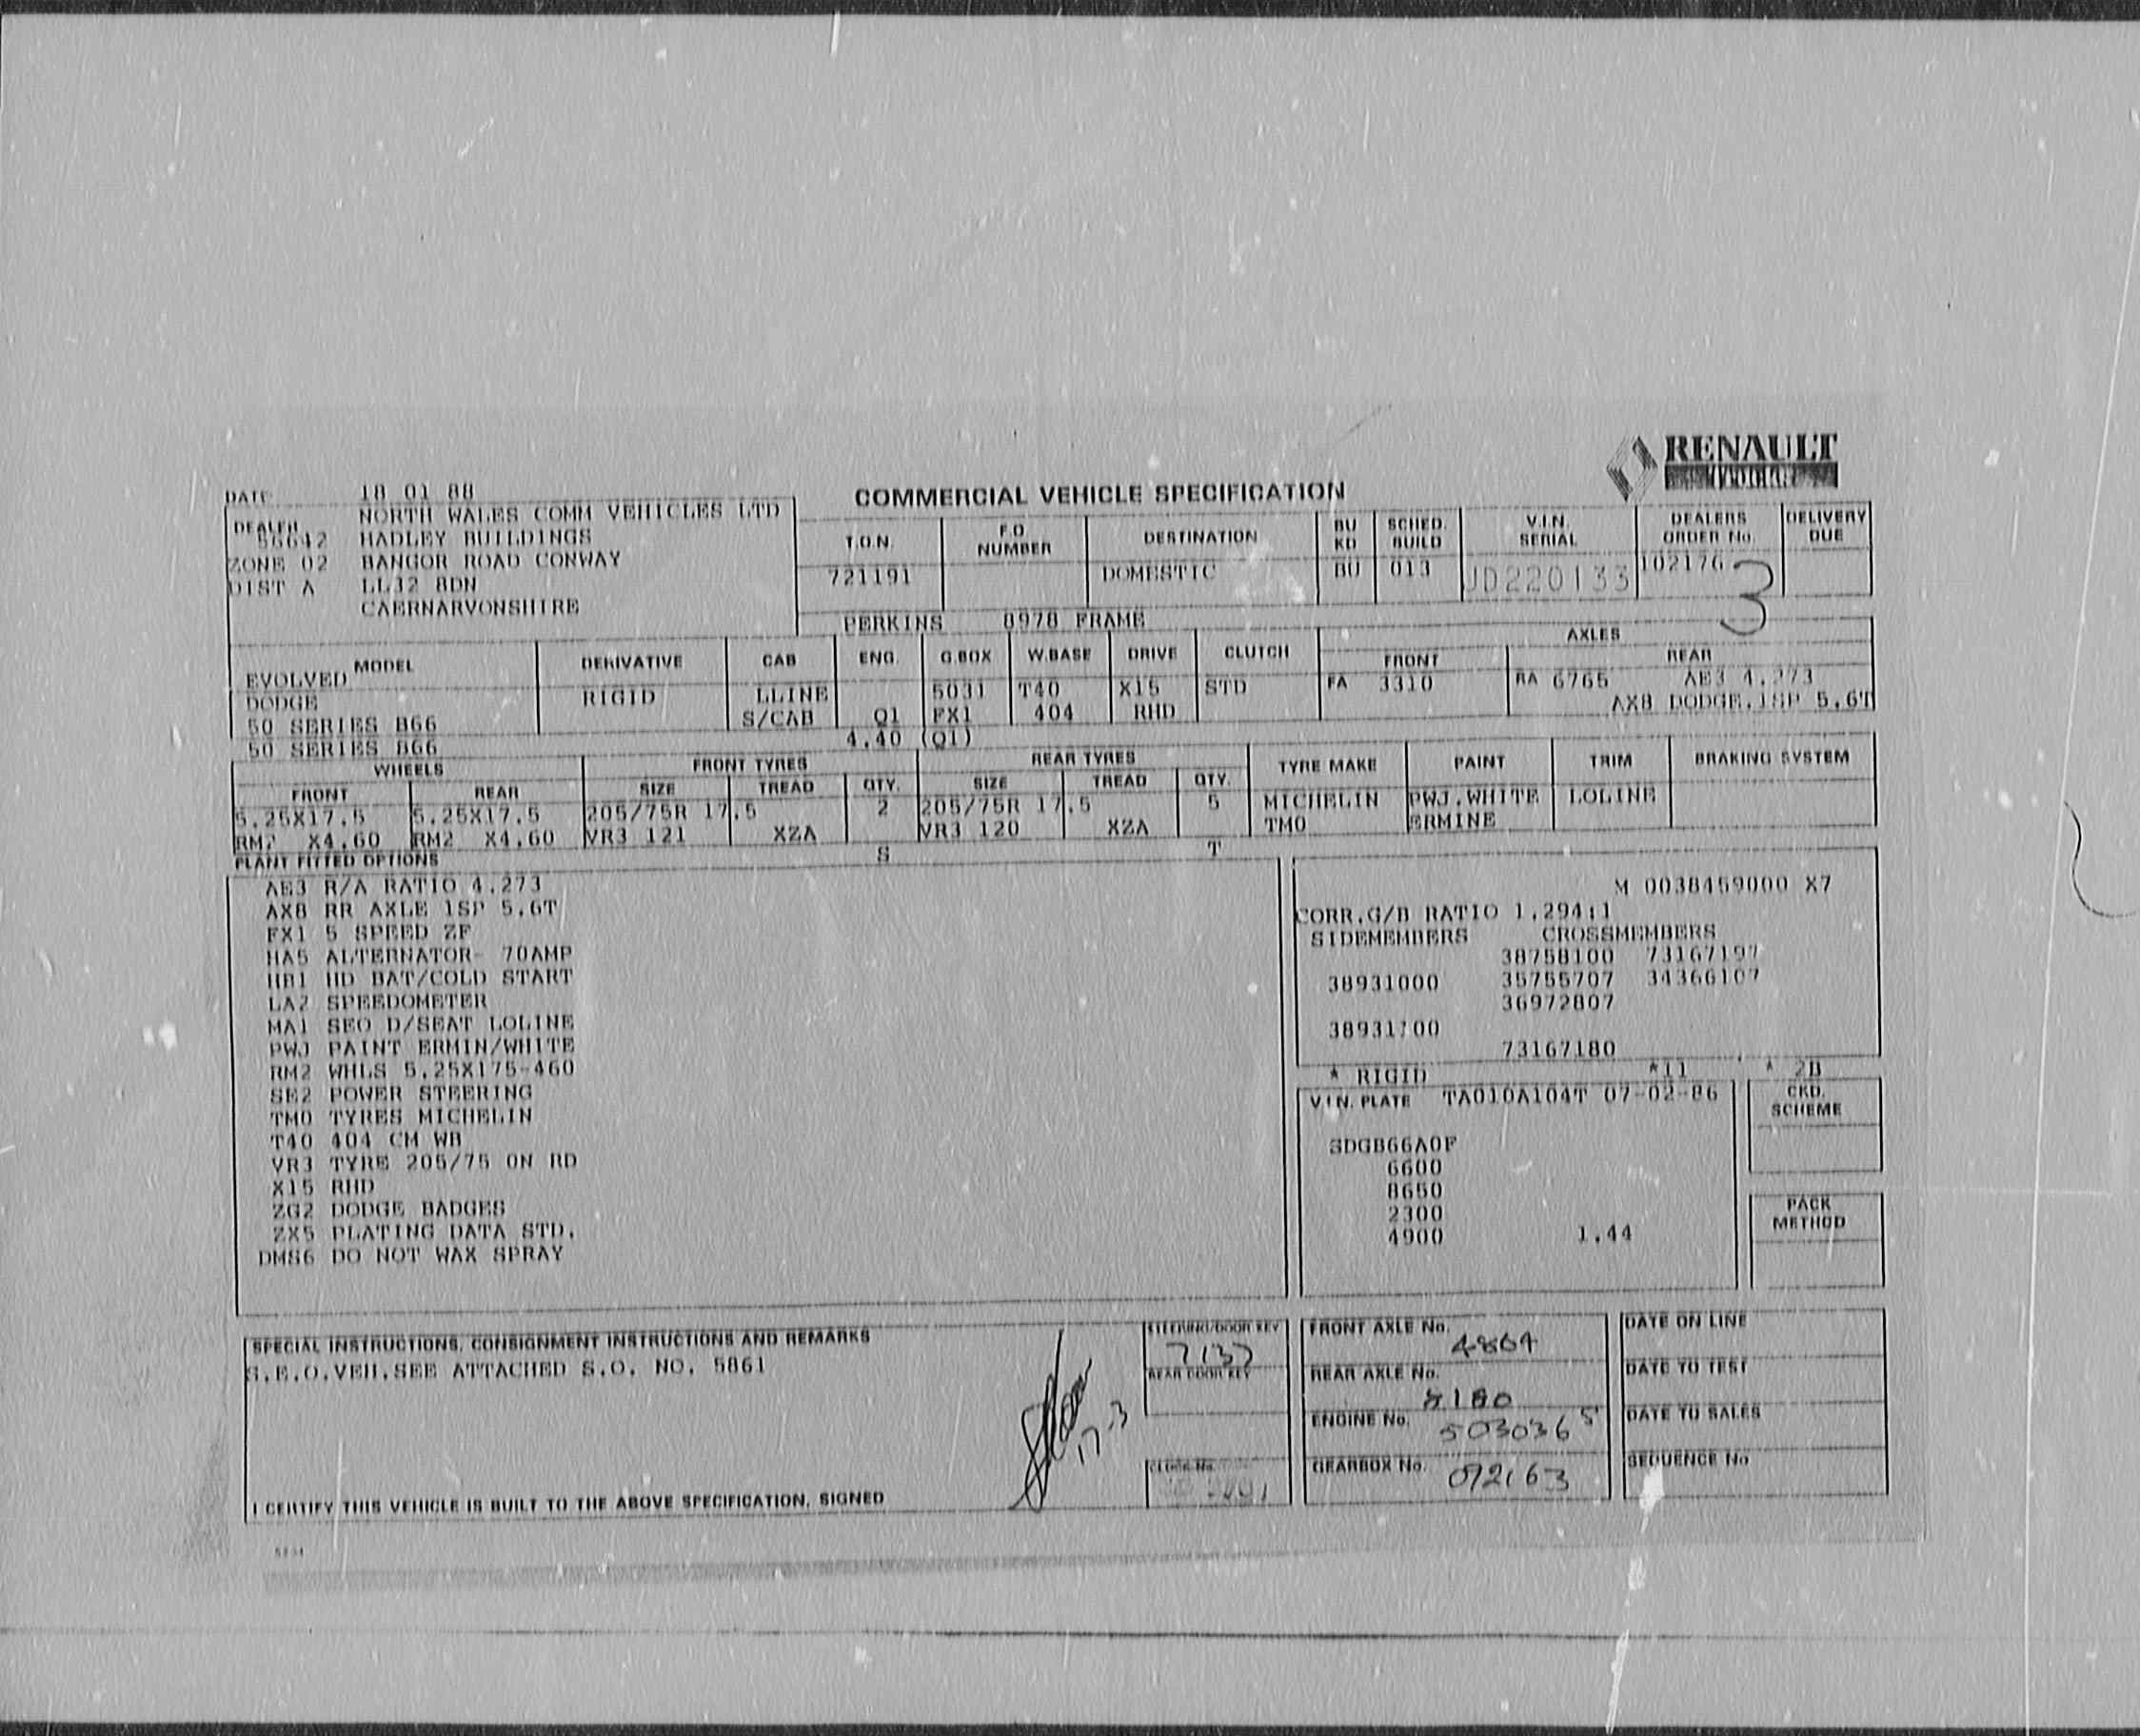 RENAULT
DATE 18 01 88
COMMERCIAL VEHICLE SPECIFICATION
DEALER NORTH WALES COMM VEHICLES LTD
56642 HADLEY BUILDINGS
ZONE 02 BANGOR ROAD CONWAY
DIST A LL32 8DN
CAERNARVONSHIRE
T.O.N. F.O NUMBER DESTINATION BU KD SCHED. BUILD V.I.N. SERIAL DEALERS ORDER No. DELIVERY DUE
721191 DOMESTIC BU 013 JD220133 102176
3
PERKINS 8978 FRAME
MODEL DERIVATIVE CAB ENG. G.BOX W.BASE DRIVE CLUTCH AXLES
FRONT REAR
EVOLVED
DODGE RIGID LLINE 5031 T40 X15 STD FA 3310 RA 6765 AE3 4.273
50 SERIES B66 S/CAB Q1 FX1 404 RHD AX8 DODGE.1SP 5.6T
50 SERIES B66 4.40 (Q1)
WHEELS FRONT TYRES REAR TYRES TYRE MAKE PAINT TRIM BRAKING SYSTEM
FRONT REAR SIZE TREAD QTY. SIZE TREAD QTY.
5.25X17.5 5.25X17.5 205/75R 17.5 2 205/75R 17.5 5 MICHELIN PWJ.WHITE LOLINE
RM2 X4.60 RM2 X4.60 VR3 121 XZA VR3 120 XZA TMO ERMINE
PLANT FITTED OPTIONS S T
AE3 R/A RATIO 4.273
AX8 RR AXLE 1SP 5.6T
FX1 5 SPEED ZF
HA5 ALTERNATOR- 70AMP
HB1 HD BAT/COLD START
LA2 SPEEDOMETER
MA1 SEO D/SEAT LOLINE
PWJ PAINT ERMIN/WHITE
RM2 WHLS 5.25X175-460
SE2 POWER STEERING
TMO TYRES MICHELIN
T40 404 CM WB
VR3 TYRE 205/75 ON RD
X15 RHD
ZG2 DODGE BADGES
ZX5 PLATING DATA STD.
DMS6 DO NOT WAX SPRAY
M 0038459000 X7
CORR.G/B RATIO 1.294:1
SIDEMEMBERS CROSSMEMBERS
38758100 73167197
38931000 35755707 34366107
36972807
73167180
* RIGID *11 * 2B
V.I.N. PLATE TA010A104T 07-02-86
CKD. SCHEME
SDGB66A0F
6600
8650
2300
4900 1.44
PACK METHOD
SPECIAL INSTRUCTIONS, CONSIGNMENT INSTRUCTIONS AND REMARKS
S.E.O.VEH.SEE ATTACHED S.O. NO. 5861
STEERING/DOOR KEY
7137
REAR DOOR KEY
17-3
FRONT AXLE No. 4864
REAR AXLE No. 8180
ENGINE No. 5030365
GEARBOX No. 092163
DATE ON LINE
DATE TO TEST
DATE TO SALES
SEQUENCE No
I CERTIFY THIS VEHICLE IS BUILT TO THE ABOVE SPECIFICATION, SIGNED